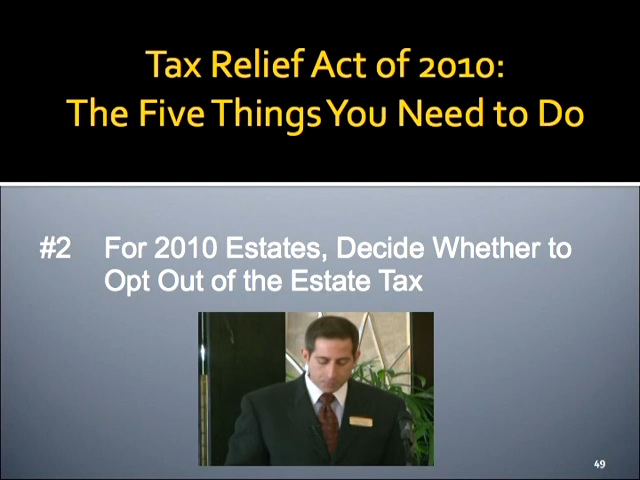 Tax Relief Act of 2010:
The Five Things You Need to Do
#2 For 2010 Estates, Decide Whether to
Opt Out of the Estate Tax
49